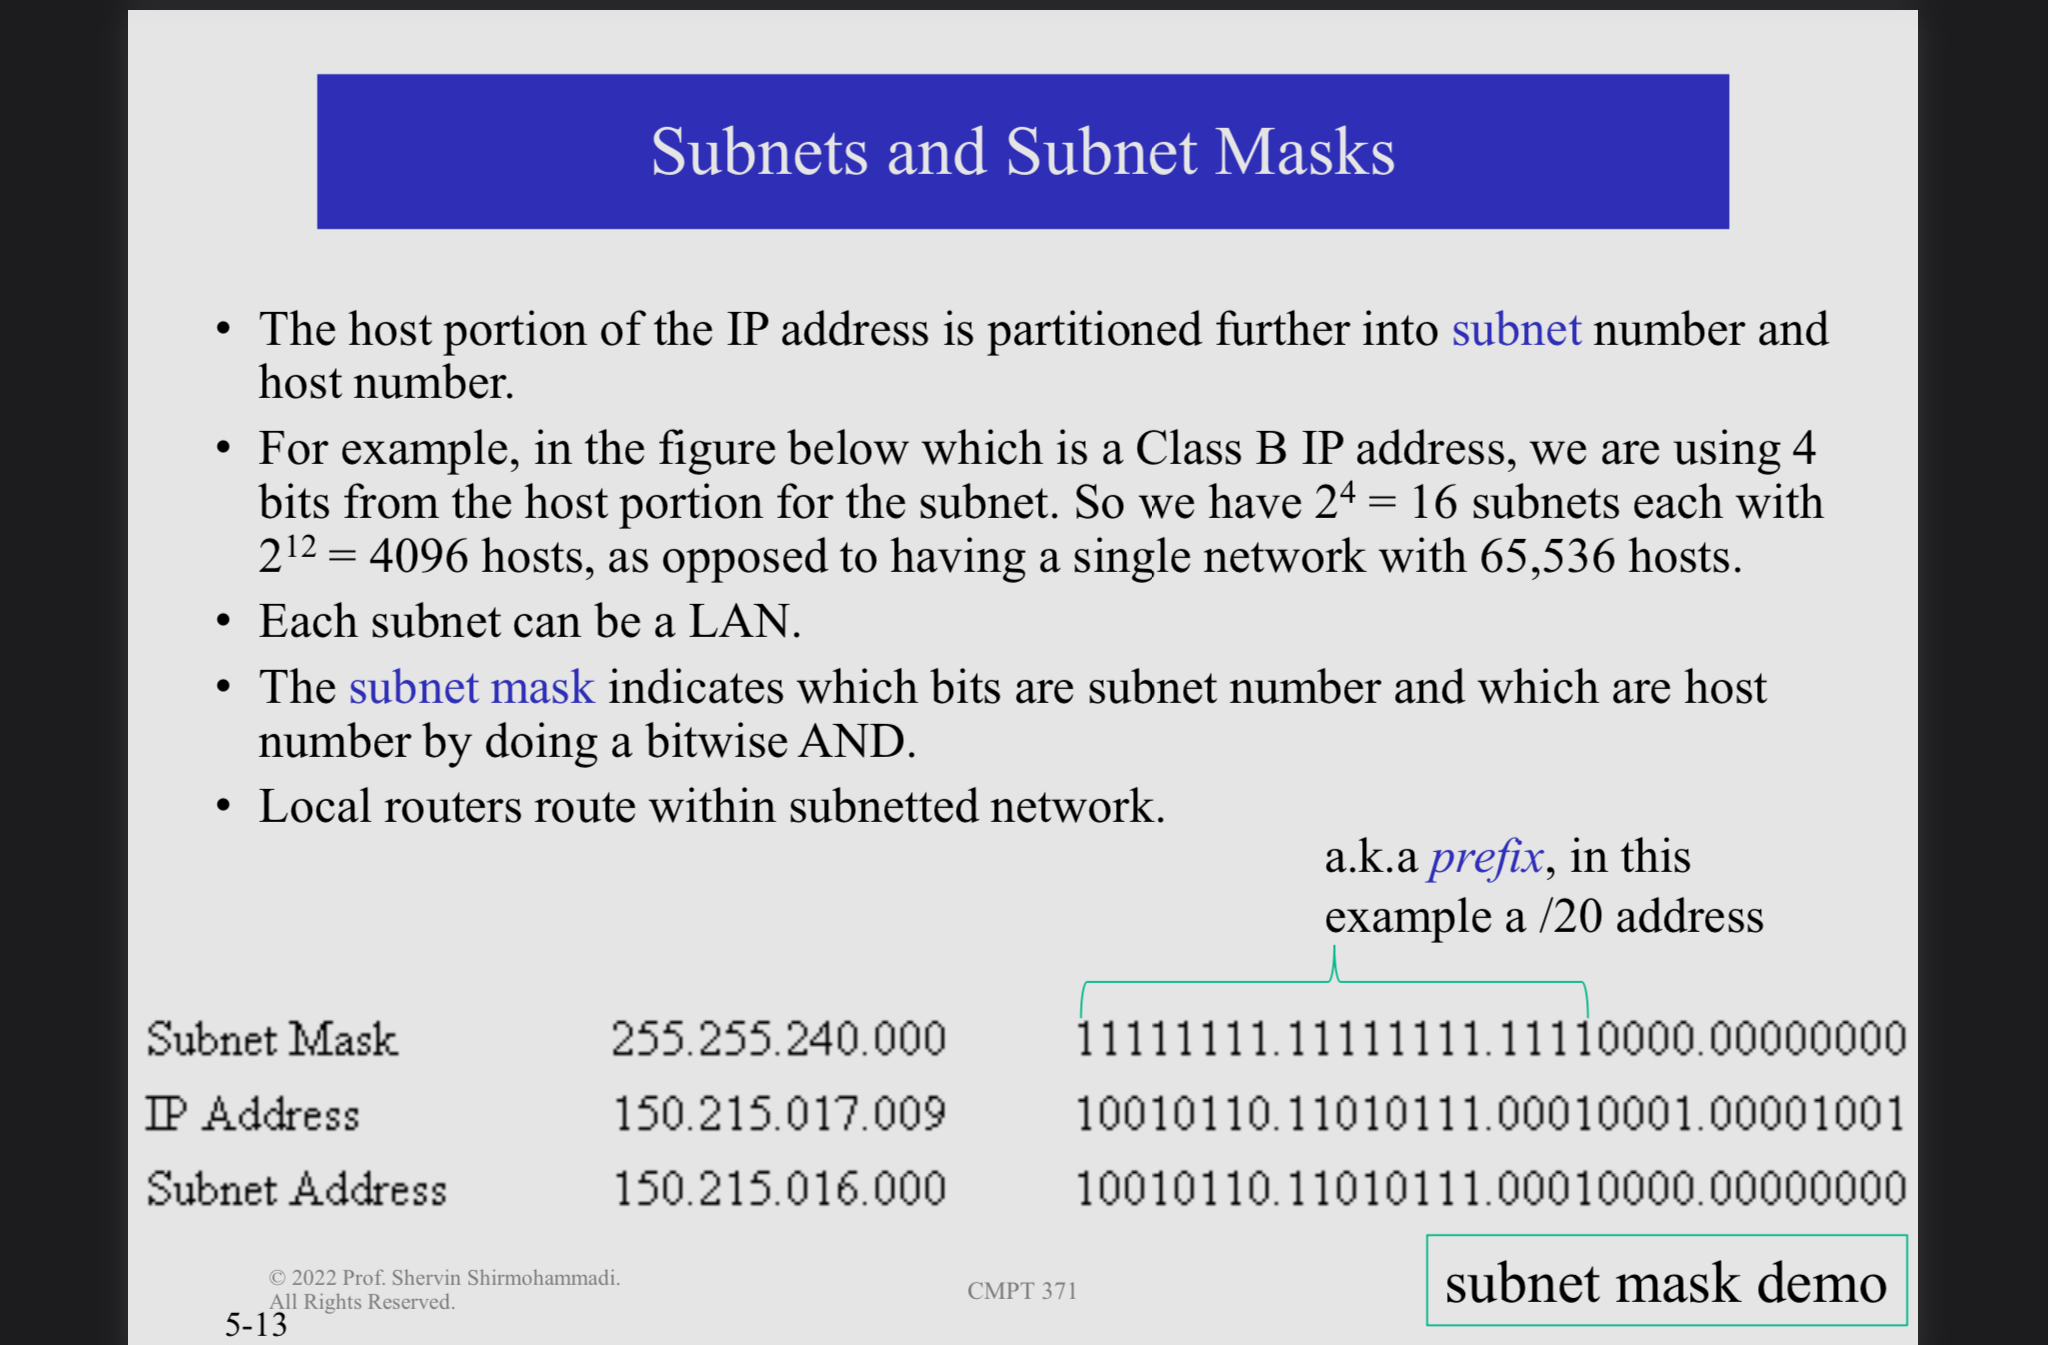 Subnets and Subnet Masks
• The host portion of the IP address is partitioned further into subnet number and
host number.
• For example, in the figure below which is a Class B IP address, we are using 4
bits from the host portion for the subnet. So we have 2⁴ = 16 subnets each with
2¹² = 4096 hosts, as opposed to having a single network with 65,536 hosts.
• Each subnet can be a LAN.
• The subnet mask indicates which bits are subnet number and which are host
number by doing a bitwise AND.
• Local routers route within subnetted network.
a.k.a prefix, in this
example a /20 address
Subnet Mask 255.255.240.000 11111111.11111111.11110000.00000000
IP Address 150.215.017.009 10010110.11010111.00010001.00001001
Subnet Address 150.215.016.000 10010110.11010111.00010000.00000000
© 2022 Prof. Shervin Shirmohammadi.
All Rights Reserved.
5-13
CMPT 371
subnet mask demo